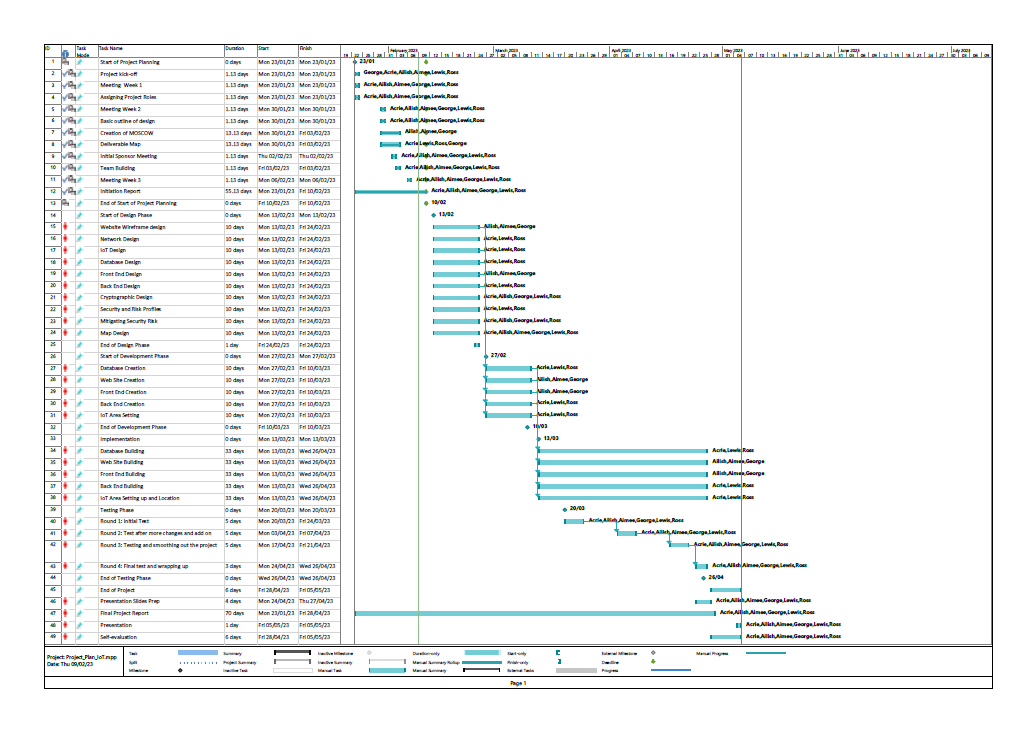 ID Task Mode Task Name Duration Start Finish February 2023 March 2023 April 2023 May 2023 June 2023 July 2023
1 Start of Project Planning 0 days Mon 23/01/23 Mon 23/01/23 23/01
2 Project kick-off 1.13 days Mon 23/01/23 Mon 23/01/23 George,Acrie,Ailish,Aimee,Lewis,Ross
3 Meeting Week 1 1.13 days Mon 23/01/23 Mon 23/01/23 Acrie,Ailish,Aimee,George,Lewis,Ross
4 Assigning Project Roles 1.13 days Mon 23/01/23 Mon 23/01/23 Acrie,Ailish,Aimee,George,Lewis,Ross
5 Meeting Week 2 1.13 days Mon 30/01/23 Mon 30/01/23 Acrie,Ailish,Aimee,George,Lewis,Ross
6 Basic outline of design 1.13 days Mon 30/01/23 Mon 30/01/23 Acrie,Ailish,Aimee,George,Lewis,Ross
7 Creation of MOSCOW 13.13 days Mon 30/01/23 Fri 03/02/23 Ailish,Aimee,George
8 Deliverable Map 13.13 days Mon 30/01/23 Fri 03/02/23 Acrie,Lewis,Ross,George
9 Initial Sponsor Meeting 1.13 days Thu 02/02/23 Thu 02/02/23 Acrie,Ailish,Aimee,George,Lewis,Ross
10 Team Building 1.13 days Fri 03/02/23 Fri 03/02/23 Acrie,Ailish,Aimee,George,Lewis,Ross
11 Meeting Week 3 1.13 days Mon 06/02/23 Mon 06/02/23 Acrie,Ailish,Aimee,George,Lewis,Ross
12 Initiation Report 55.13 days Mon 23/01/23 Fri 10/02/23 Acrie,Ailish,Aimee,George,Lewis,Ross
13 End of Start of Project Planning 0 days Fri 10/02/23 Fri 10/02/23 10/02
14 Start of Design Phase 0 days Mon 13/02/23 Mon 13/02/23 13/02
15 Website Wireframe design 10 days Mon 13/02/23 Fri 24/02/23 Ailish,Aimee,George
16 Network Design 10 days Mon 13/02/23 Fri 24/02/23 Acrie,Lewis,Ross
17 IoT Design 10 days Mon 13/02/23 Fri 24/02/23 Acrie,Lewis,Ross
18 Database Design 10 days Mon 13/02/23 Fri 24/02/23 Acrie,Lewis,Ross
19 Front End Design 10 days Mon 13/02/23 Fri 24/02/23 Ailish,Aimee,George
20 Back End Design 10 days Mon 13/02/23 Fri 24/02/23 Acrie,Lewis,Ross
21 Cryptographic Design 10 days Mon 13/02/23 Fri 24/02/23 Acrie,Ailish,George,Lewis,Ross
22 Security and Risk Profiles 10 days Mon 13/02/23 Fri 24/02/23 Acrie,Lewis,Ross
23 Mitigating Security Risk 10 days Mon 13/02/23 Fri 24/02/23 Acrie,Ailish,George,Lewis,Ross
24 Map Design 10 days Mon 13/02/23 Fri 24/02/23 Acrie,Ailish,Aimee,George,Lewis,Ross
25 End of Design Phase 1 day Fri 24/02/23 Fri 24/02/23
26 Start of Development Phase 0 days Mon 27/02/23 Mon 27/02/23 27/02
27 Database Creation 10 days Mon 27/02/23 Fri 10/03/23 Acrie,Lewis,Ross
28 Web Site Creation 10 days Mon 27/02/23 Fri 10/03/23 Ailish,Aimee,George
29 Front End Creation 10 days Mon 27/02/23 Fri 10/03/23 Ailish,Aimee,George
30 Back End Creation 10 days Mon 27/02/23 Fri 10/03/23 Acrie,Lewis,Ross
31 IoT Area Setting 10 days Mon 27/02/23 Fri 10/03/23 Acrie,Lewis,Ross
32 End of Development Phase 0 days Fri 10/03/23 Fri 10/03/23 10/03
33 Implementation 0 days Mon 13/03/23 Mon 13/03/23 13/03
34 Database Building 33 days Mon 13/03/23 Wed 26/04/23 Acrie,Lewis,Ross
35 Web Site Building 33 days Mon 13/03/23 Wed 26/04/23 Ailish,Aimee,George
36 Front End Building 33 days Mon 13/03/23 Wed 26/04/23 Ailish,Aimee,George
37 Back End Building 33 days Mon 13/03/23 Wed 26/04/23 Acrie,Lewis,Ross
38 IoT Area Setting up and Location 33 days Mon 13/03/23 Wed 26/04/23 Acrie,Lewis,Ross
39 Testing Phase 0 days Mon 20/03/23 Mon 20/03/23 20/03
40 Round 1: Initial Test 5 days Mon 20/03/23 Fri 24/03/23 Acrie,Ailish,Aimee,George,Lewis,Ross
41 Round 2: Test after more changes and add on 5 days Mon 03/04/23 Fri 07/04/23 Acrie,Ailish,Aimee,George,Lewis,Ross
42 Round 3: Testing and smoothing out the project 5 days Mon 17/04/23 Fri 21/04/23 Acrie,Ailish,Aimee,George,Lewis,Ross
43 Round 4: Final test and wrapping up 3 days Mon 24/04/23 Wed 26/04/23 Acrie,Ailish,Aimee,George,Lewis,Ross
44 End of Testing Phase 0 days Wed 26/04/23 Wed 26/04/23 26/04
45 End of Project 6 days Fri 28/04/23 Fri 05/05/23
46 Presentation Slides Prep 4 days Mon 24/04/23 Thu 27/04/23 Acrie,Ailish,Aimee,George,Lewis,Ross
47 Final Project Report 70 days Mon 23/01/23 Fri 28/04/23 Acrie,Ailish,Aimee,George,Lewis,Ross
48 Presentation 1 day Fri 05/05/23 Fri 05/05/23 Acrie,Ailish,Aimee,George,Lewis,Ross
49 Self-evaluation 6 days Fri 28/04/23 Fri 05/05/23 Acrie,Ailish,Aimee,George,Lewis,Ross
Project: Project_Plan_IoT.mpp
Date: Thu 09/02/23
Task Summary Inactive Milestone Duration-only Start-only External Milestone Manual Progress
Split Project Summary Inactive Summary Manual Summary Rollup Finish-only Deadline
Milestone Inactive Task Manual Task Manual Summary External Tasks Progress
Page 1